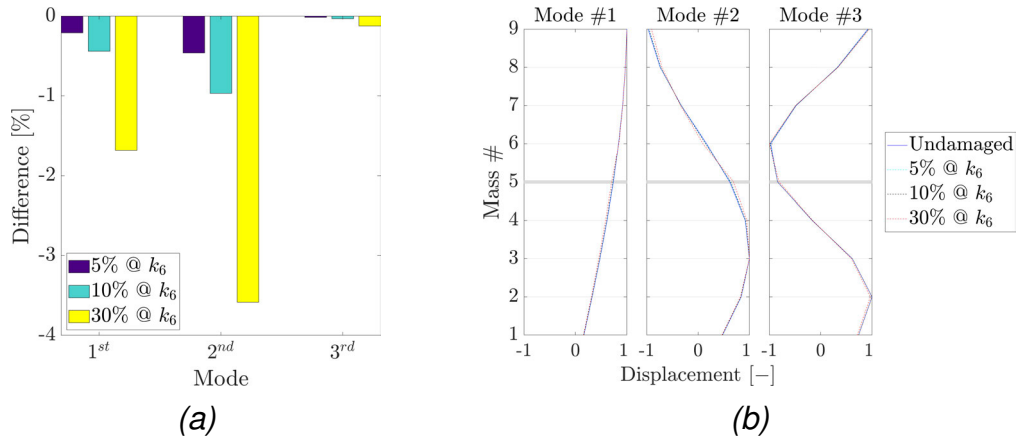 0
-1
-2
-3
-4
Difference [%]
5% @ k6
10% @ k6
30% @ k6
1st 2nd 3rd
Mode
(a)
Mode #1 Mode #2 Mode #3
9
8
7
6
5
4
3
2
1
Mass #
-1 0 1 -1 0 1 -1 0 1
Displacement [−]
Undamaged
5% @ k6
10% @ k6
30% @ k6
(b)